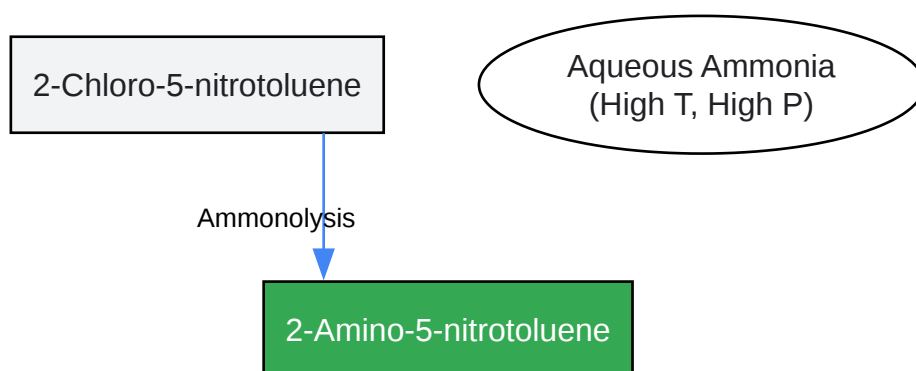 2-Chloro-5-nitrotoluene
Aqueous Ammonia
(High T, High P)
Ammonolysis
2-Amino-5-nitrotoluene